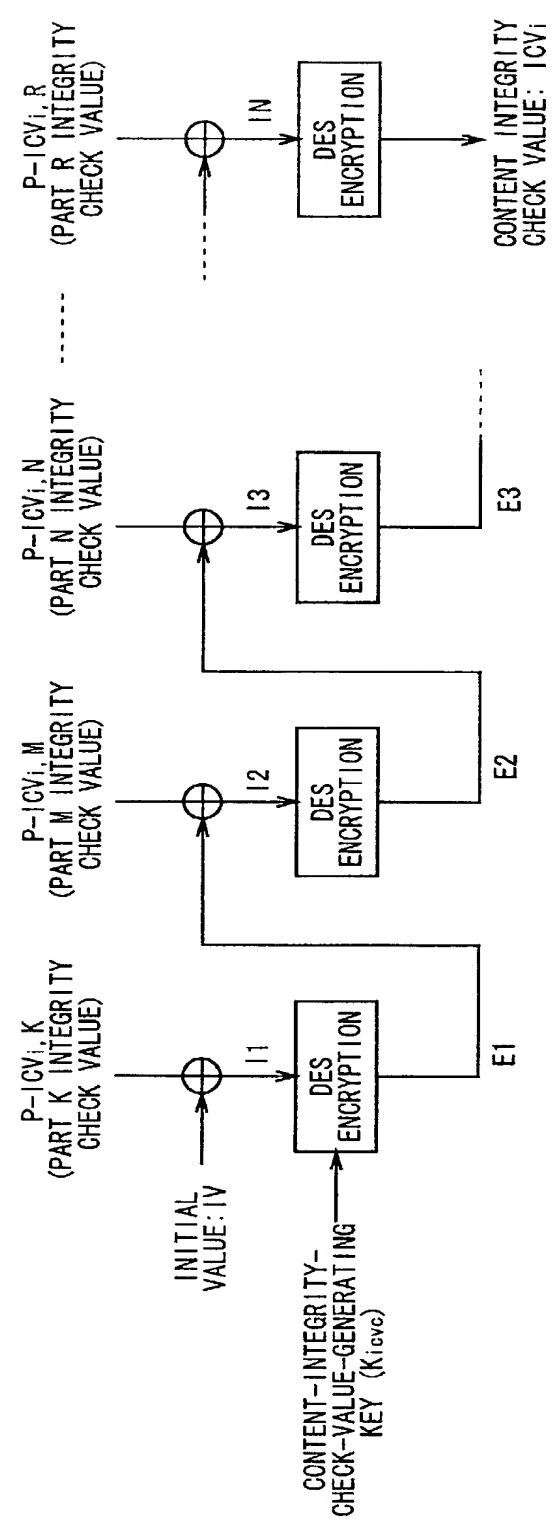 P-ICVi,K
(PART K INTEGRITY
CHECK VALUE)
P-ICVi,M
(PART M INTEGRITY
CHECK VALUE)
P-ICVi,N
(PART N INTEGRITY
CHECK VALUE)
P-ICVi,R
(PART R INTEGRITY
CHECK VALUE)
INITIAL
VALUE:IV
I1
I2
I3
IN
CONTENT-INTEGRITY-
CHECK-VALUE-GENERATING
KEY (Kicvc)
DES
ENCRYPTION
DES
ENCRYPTION
DES
ENCRYPTION
DES
ENCRYPTION
E1
E2
E3
CONTENT INTEGRITY
CHECK VALUE: ICVi